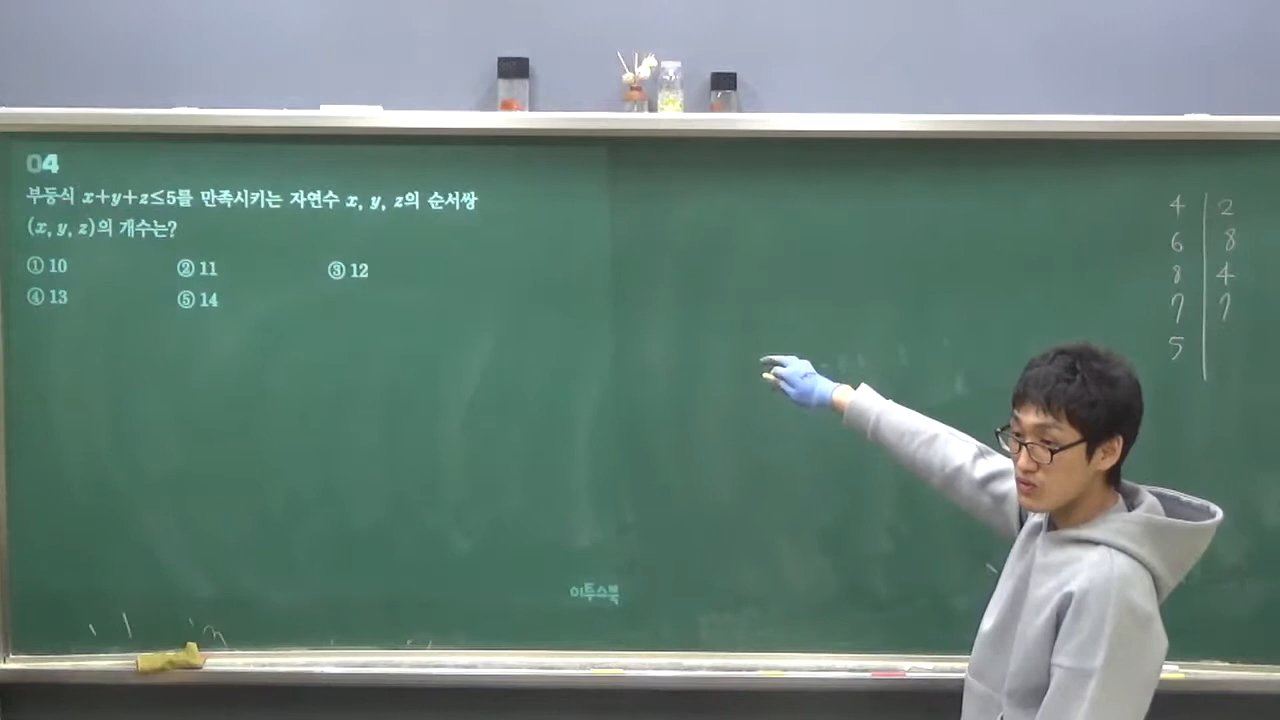 04
부등식 x+y+z≤5를 만족시키는 자연수 x, y, z의 순서쌍
(x, y, z)의 개수는?
① 10 ② 11 ③ 12
④ 13 ⑤ 14
4 2
6 8
8 4
7 7
5
이투스북